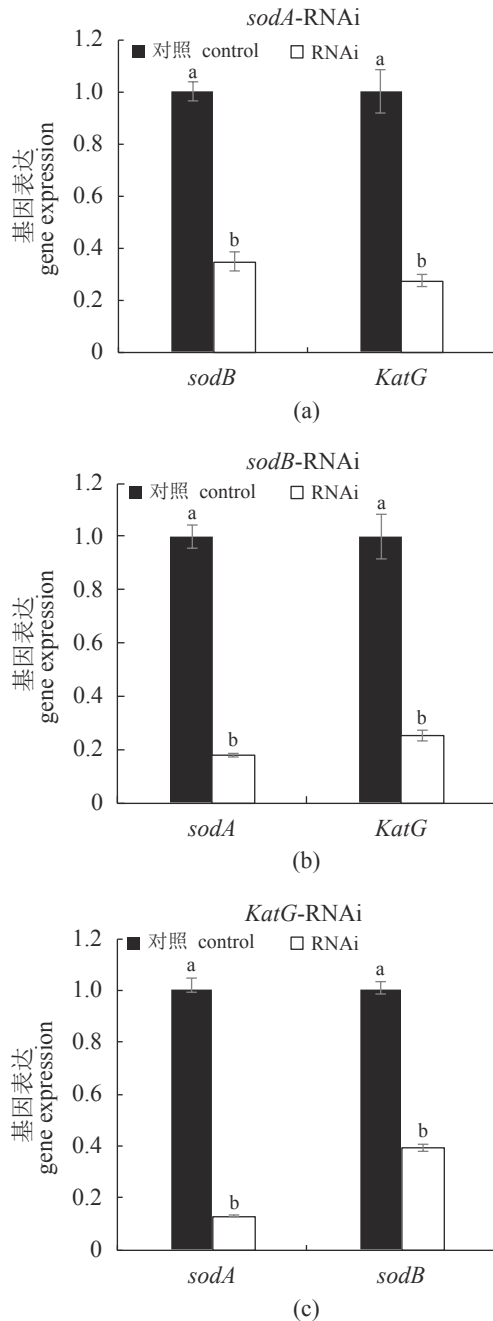 sodA-RNAi
1.2
对照 control RNAi
a
a
1.0
0.8
0.6
0.4
0.2
0
基因表达
gene expression
b
b
sodB KatG
(a)
sodB-RNAi
1.2
对照 control RNAi
a
a
1.0
0.8
0.6
0.4
0.2
0
基因表达
gene expression
b
b
sodA KatG
(b)
KatG-RNAi
1.2
对照 control RNAi
a
a
1.0
0.8
0.6
0.4
0.2
0
基因表达
gene expression
b
b
sodA sodB
(c)